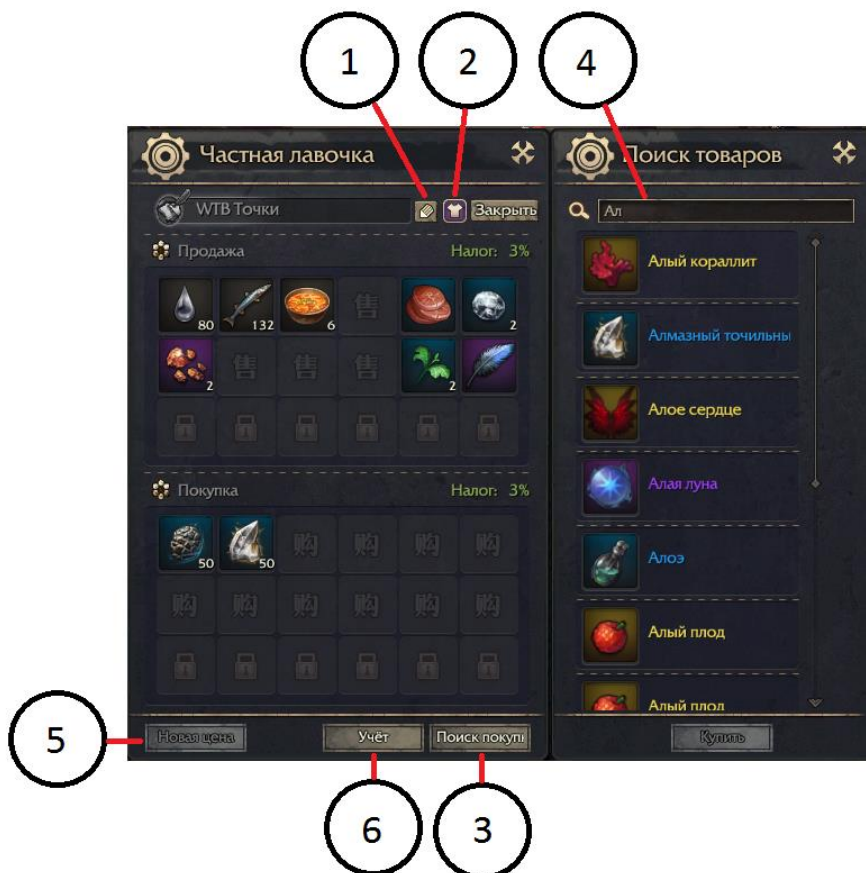 1
2
4
Частная лавочка
Поиск товаров
WTB Точки
Закрыть
Ал
Продажа
Налог: 3%
Алый кораллит
80
132
6
售
2
Алмазный точильны
2
售
售
售
2
Алое сердце
Покупка
Налог: 3%
Алая луна
50
50
购
购
购
购
Алоэ
购
购
购
购
购
购
Алый плод
Алый плод
5
Новая цена
Учёт
Поиск покупк
Купить
6
3